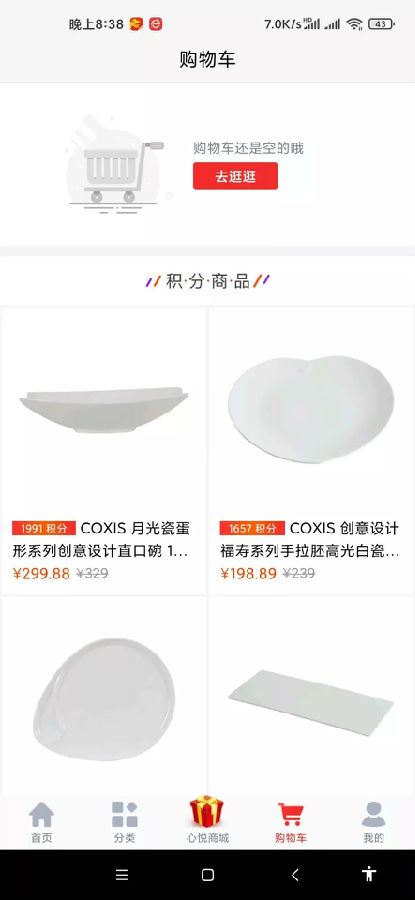 晚上8:38
7.0K/s
HD
43
购物车
购物车还是空的哦
去逛逛
积·分·商·品
1991 积分 COXIS 月光瓷蛋
形系列创意设计直口碗 1...
¥299.88 ¥329
1657 积分 COXIS 创意设计
福寿系列手拉胚高光白瓷...
¥198.89 ¥239
首页
分类
心悦商城
购物车
我的